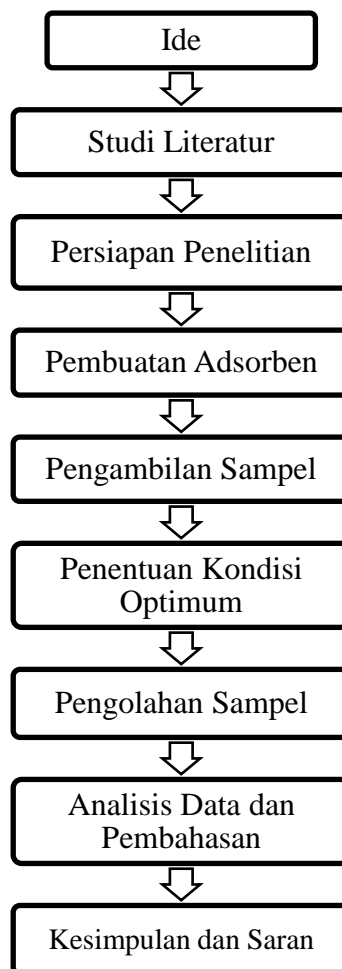 Ide
Studi Literatur
Persiapan Penelitian
Pembuatan Adsorben
Pengambilan Sampel
Penentuan Kondisi
Optimum
Pengolahan Sampel
Analisis Data dan
Pembahasan
Kesimpulan dan Saran